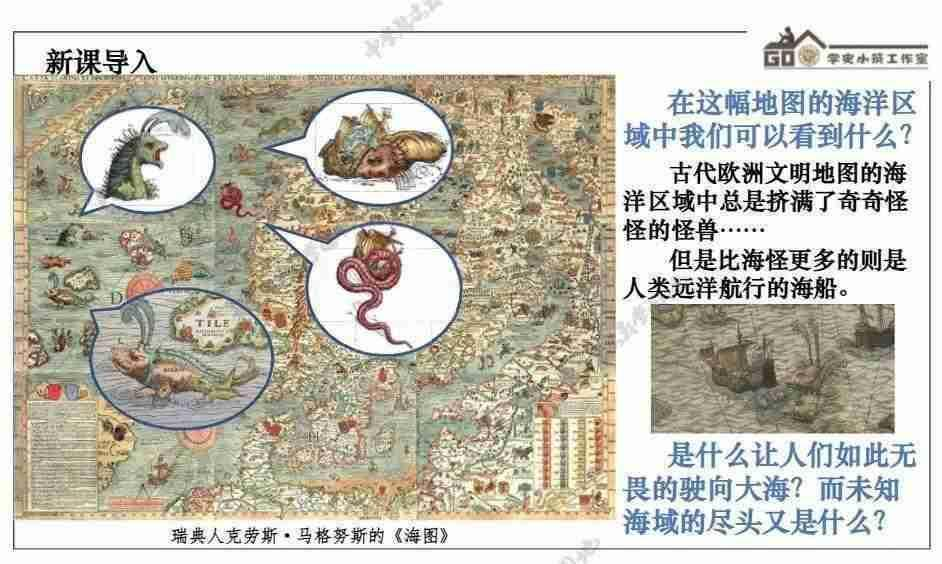 新课导入
GO
学史小筑工作室
在这幅地图的海洋区
域中我们可以看到什么？
古代欧洲文明地图的海
洋区域中总是挤满了奇奇怪
怪的怪兽……
但是比海怪更多的则是
人类远洋航行的海船。
TILE
D
是什么让人们如此无
畏的驶向大海？而未知
海域的尽头又是什么？
瑞典人克劳斯·马格努斯的《海图》